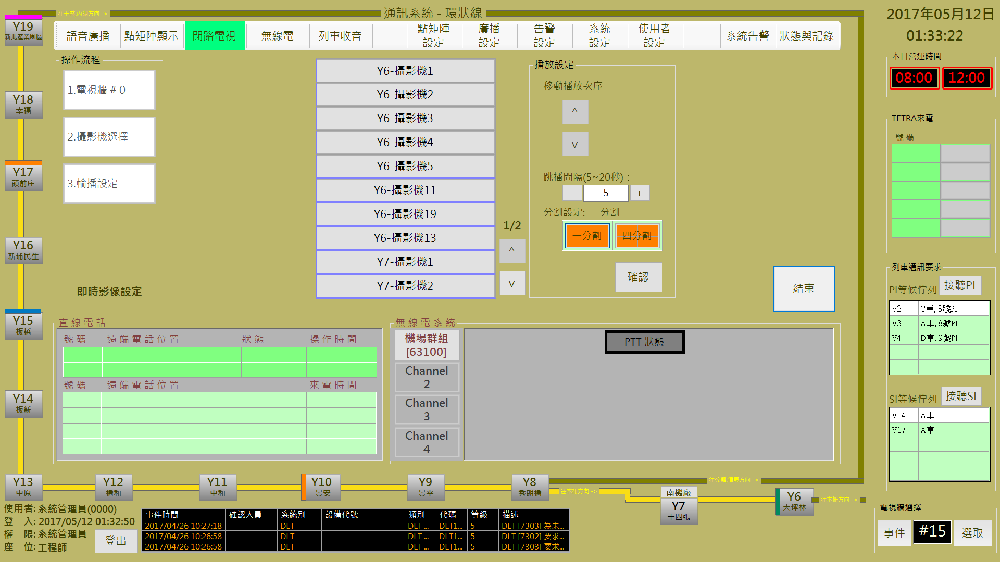 往士林,內湖方向 ->
通訊系統 - 環狀線
2017年05月12日
01:33:22
語音廣播
點矩陣顯示
閉路電視
無線電
列車收音
點矩陣
設定
廣播
設定
告警
設定
系統
設定
使用者
設定
系統告警
狀態與記錄
Y19
新北產業園區
Y18
幸福
Y17
頭前庄
Y16
新埔民生
Y15
板橋
Y14
板新
操作流程
1.電視牆 # 0
2.攝影機選擇
3.輪播設定
即時影像設定
Y6-攝影機1
Y6-攝影機2
Y6-攝影機3
Y6-攝影機4
Y6-攝影機5
Y6-攝影機11
Y6-攝影機19
Y6-攝影機13
Y7-攝影機1
Y7-攝影機2
1/2
^
v
播放設定
移動播放次序
^
v
跳播間隔(5~20秒) :
- 5 +
分割設定: 一分割
一分割
四分割
確認
結束
本日營運時間
08:00 12:00
TETRA來電
號 碼
列車通訊要求
PI等候佇列 接聽PI
V2 C車,3號PI
V3 A車,8號PI
V4 D車,9號PI
SI等候佇列 接聽SI
V14 A車
V17 A車
直 線 電 話
號 碼 遠 端 電 話 位 置 狀 態 操 作 時 間
號 碼 遠 端 電 話 位 置 來 電 時 間
無 線 電 系 統
機場群組
[63100]
Channel
2
Channel
3
Channel
4
PTT 狀態
Y13
中原
Y12
橋和
Y11
中和
Y10
景安
Y9
景平
Y8
秀朗橋
往公館,信義方向 ->
往木柵方向 ->
南機廠
Y7
十四張
Y6
大坪林
往木柵方向 ->
使用者: 系統管理員(0000)
登 入: 2017/05/12 01:32:50
權 限: 系統管理員
座 位: 工程師
登出
事件時間 確認人員 系統別 設備代號 類別 代碼 等級 描述
2017/04/26 10:27:18 DLT DLT ... DLT1... 5 DLT [7303] 為未...
2017/04/26 10:26:58 DLT DLT ... DLT1... 5 DLT [7302] 要求...
2017/04/26 10:26:58 DLT DLT ... DLT1... 5 DLT [7303] 要求...
電視牆選擇
事件 #15 選取